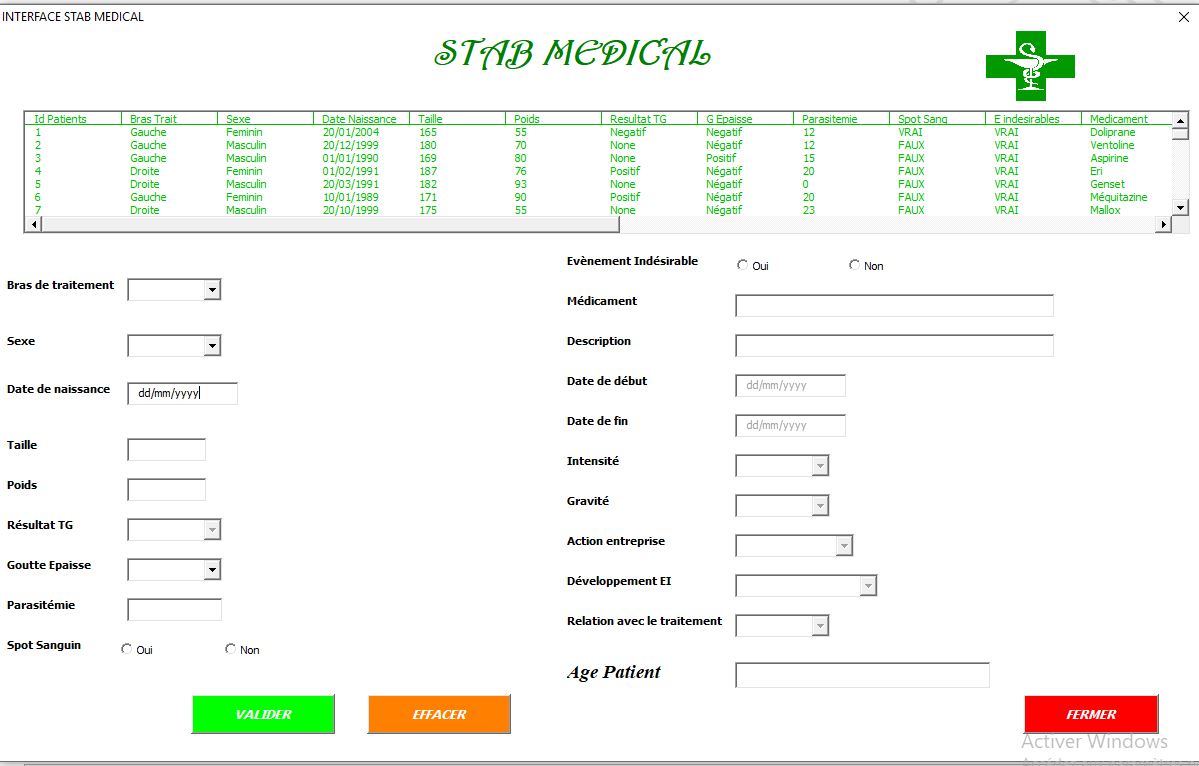 INTERFACE STAB MEDICAL
STAB MEDICAL
Id Patients Bras Trait Sexe Date Naissance Taille Poids Resultat TG G Epaisse Parasitemie Spot Sang E indesirables Medicament
1 Gauche Feminin 20/01/2004 165 55 Negatif Négatif 12 VRAI VRAI Doliprane
2 Gauche Masculin 20/12/1999 180 70 None Négatif 12 FAUX VRAI Ventoline
3 Gauche Masculin 01/01/1990 169 80 None Positif 15 FAUX VRAI Aspirine
4 Droite Feminin 01/02/1991 187 76 Positif Négatif 20 FAUX VRAI Eri
5 Droite Masculin 20/03/1991 182 93 None Négatif 0 FAUX VRAI Genset
6 Gauche Feminin 10/01/1989 171 90 Positif Négatif 20 FAUX VRAI Méquitazine
7 Droite Masculin 20/10/1999 175 55 None Négatif 23 FAUX VRAI Mallox
Bras de traitement
Sexe
Date de naissance dd/mm/yyyy
Taille
Poids
Résultat TG
Goutte Epaisse
Parasitémie
Spot Sanguin Oui Non
Evènement Indésirable Oui Non
Médicament
Description
Date de début dd/mm/yyyy
Date de fin dd/mm/yyyy
Intensité
Gravité
Action entreprise
Développement EI
Relation avec le traitement
Age Patient
VALIDER EFFACER FERMER
Activer Windows